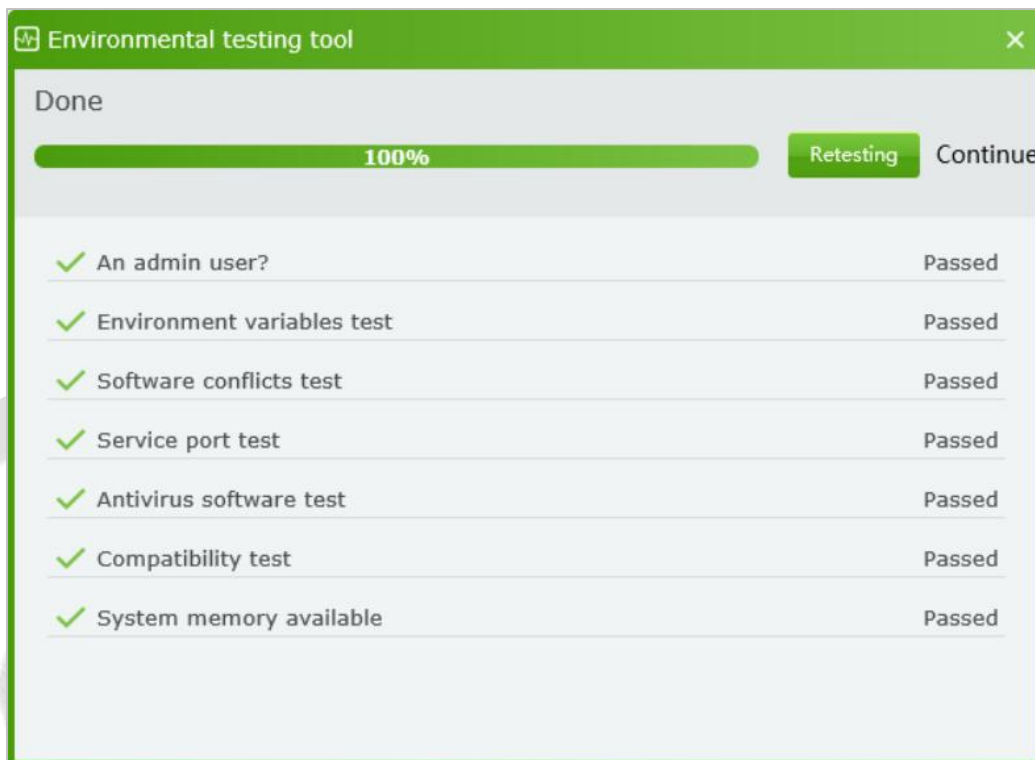 Environmental testing tool
Done
100%
Retesting
Continue
An admin user? Passed
Environment variables test Passed
Software conflicts test Passed
Service port test Passed
Antivirus software test Passed
Compatibility test Passed
System memory available Passed